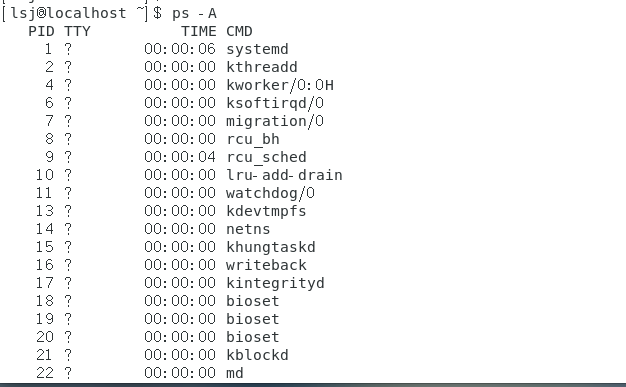 [lsj@localhost ~]$ ps -A
PID TTY TIME CMD
1 ? 00:00:06 systemd
2 ? 00:00:00 kthreadd
4 ? 00:00:00 kworker/0:0H
6 ? 00:00:00 ksoftirqd/0
7 ? 00:00:00 migration/0
8 ? 00:00:00 rcu_bh
9 ? 00:00:04 rcu_sched
10 ? 00:00:00 lru-add-drain
11 ? 00:00:00 watchdog/0
13 ? 00:00:00 kdevtmpfs
14 ? 00:00:00 netns
15 ? 00:00:00 khungtaskd
16 ? 00:00:00 writeback
17 ? 00:00:00 kintegrityd
18 ? 00:00:00 bioset
19 ? 00:00:00 bioset
20 ? 00:00:00 bioset
21 ? 00:00:00 kblockd
22 ? 00:00:00 md